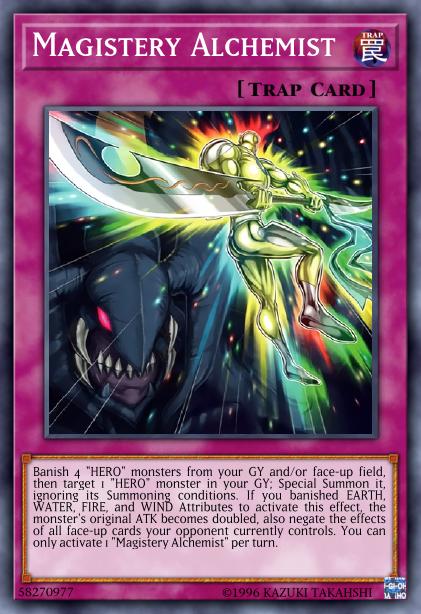 MAGISTERY ALCHEMIST
TRAP
罠
[TRAP CARD]
Banish 4 "HERO" monsters from your GY and/or face-up field,
then target 1 "HERO" monster in your GY; Special Summon it,
ignoring its Summoning conditions. If you banished EARTH,
WATER, FIRE, and WIND Attributes to activate this effect, the
monster's original ATK becomes doubled, also negate the effects
of all face-up cards your opponent currently controls. You can
only activate 1 "Magistery Alchemist" per turn.
58270977
©1996 KAZUKI TAKAHSHI